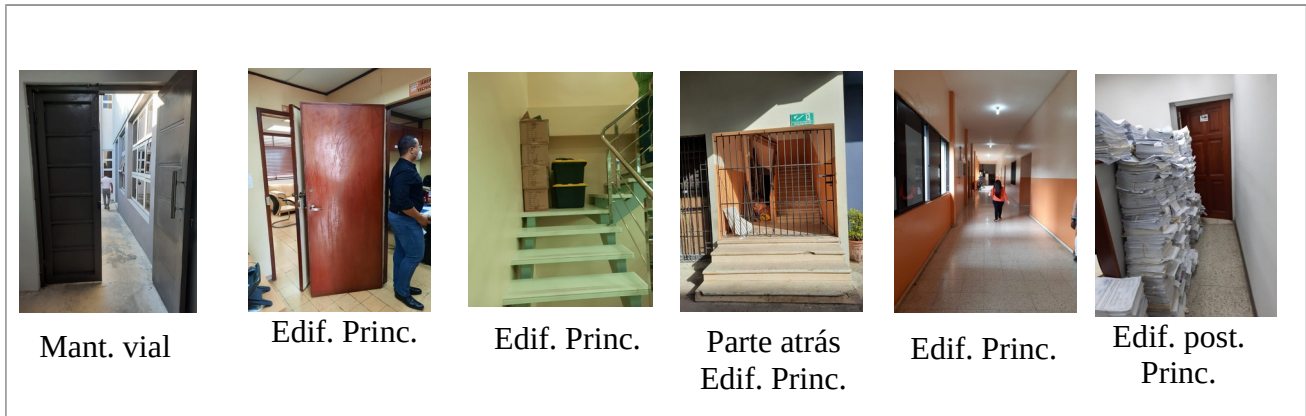 Mant. vial
Edif. Princ.
Edif. Princ.
Parte atrás
Edif. Princ.
Edif. Princ.
Edif. post.
Princ.